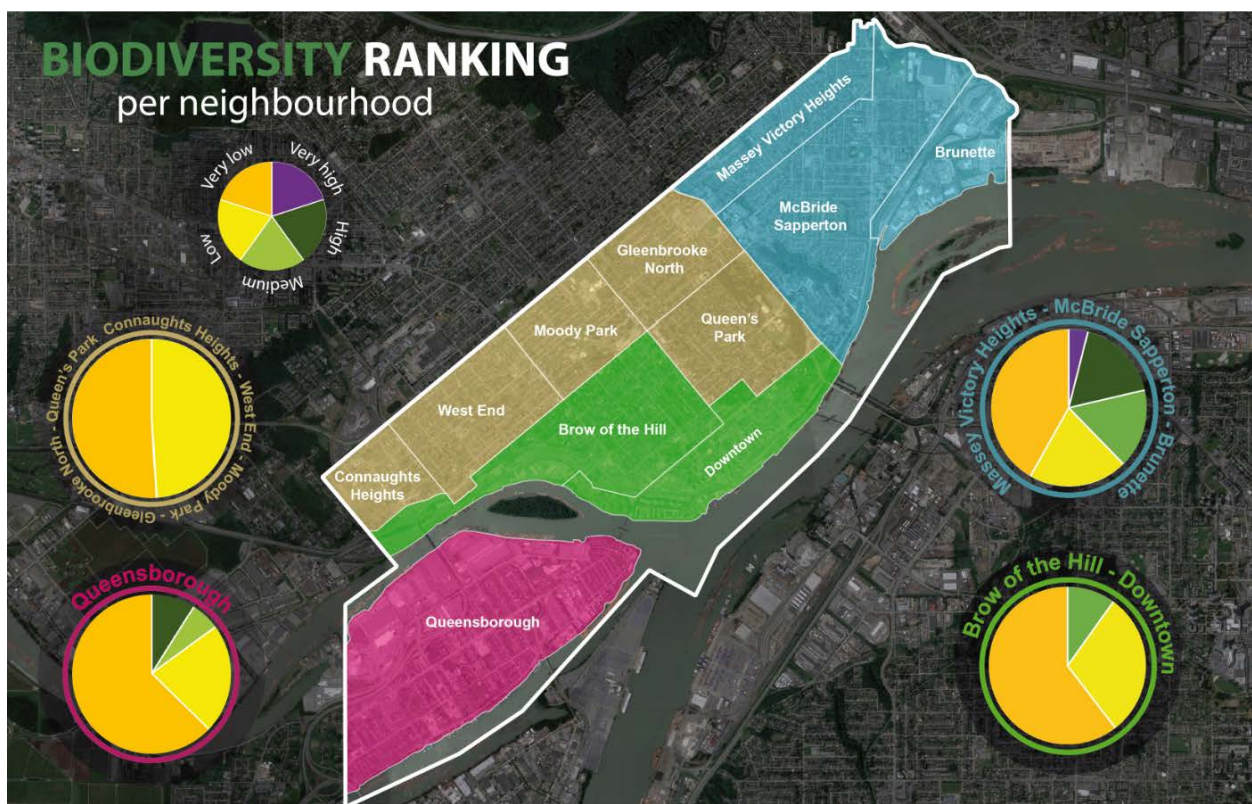 BIODIVERSITY RANKING
per neighbourhood
Very low
Very high
High
Medium
Low
Massey Victory Heights
Brunette
McBride
Sapperton
Gleenbrooke
North
Queen's
Park
Moody Park
West End
Brow of the Hill
Downtown
Connaughts
Heights
Queensborough
Connaughts Heights - West End - Moody Park - Gleenbrooke North - Queen's Park
Massey Victory Heights - McBride Sapperton - Brunette
Queensborough
Brow of the Hill - Downtown